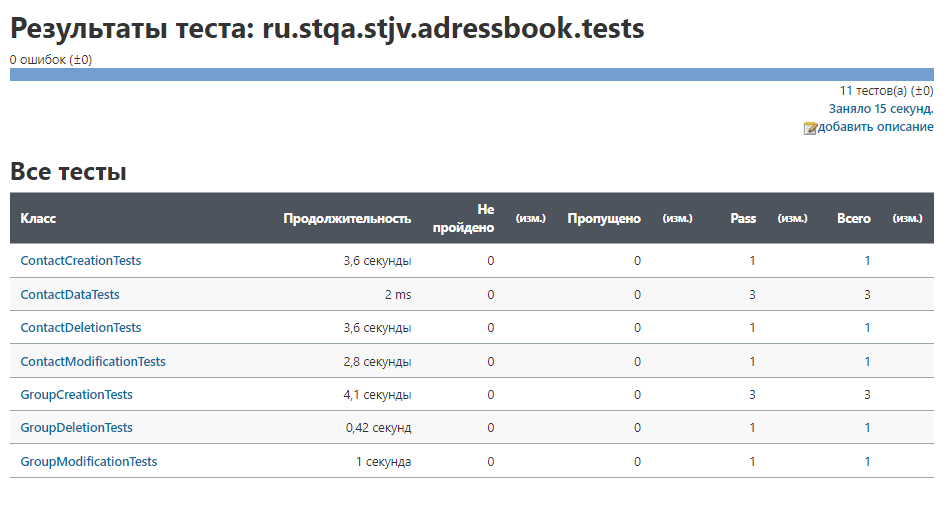 Результаты теста: ru.stqa.stjv.adressbook.tests
0 ошибок (±0)
11 тестов(а) (±0)
Заняло 15 секунд.
добавить описание
Все тесты
Класс Продолжительность Не пройдено (изм.) Пропущено (изм.) Pass (изм.) Всего (изм.)
ContactCreationTests 3,6 секунды 0 0 1 1
ContactDataTests 2 ms 0 0 3 3
ContactDeletionTests 3,6 секунды 0 0 1 1
ContactModificationTests 2,8 секунды 0 0 1 1
GroupCreationTests 4,1 секунды 0 0 3 3
GroupDeletionTests 0,42 секунд 0 0 1 1
GroupModificationTests 1 секунда 0 0 1 1